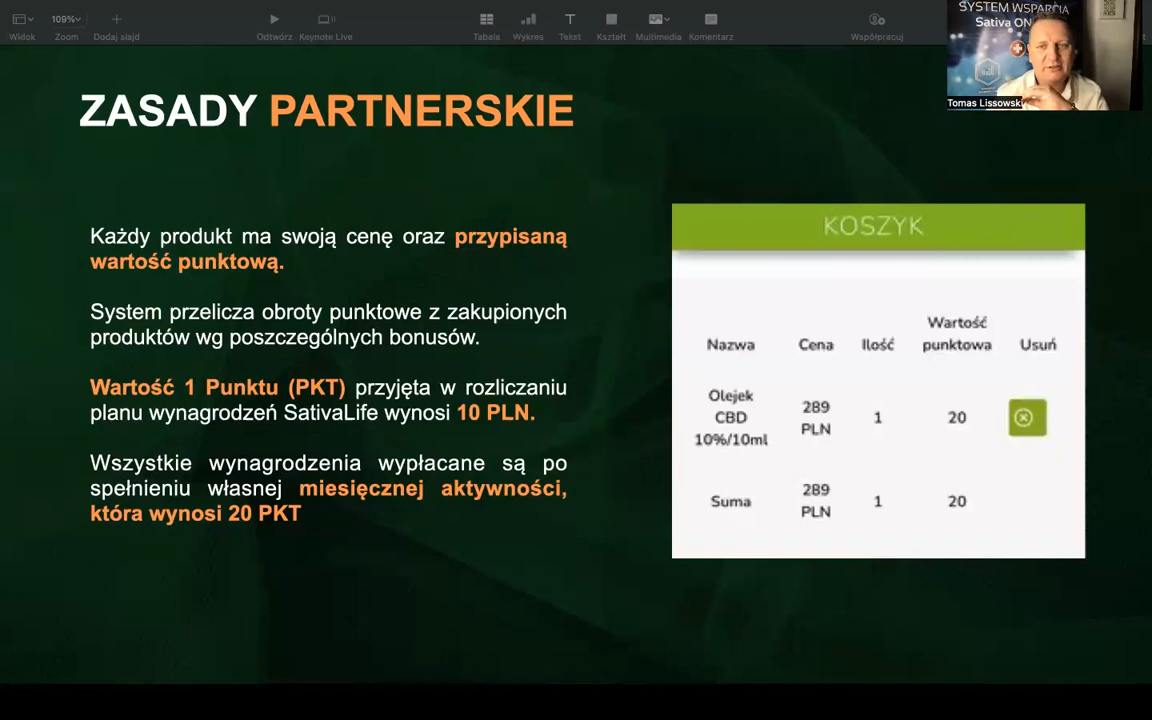 Widok
109%
Zoom
Dodaj slajd
Odtwórz
Keynote Live
Tabela
Wykres
Tekst
Kształt
Multimedia
Komentarz
Współpracuj
SYSTEM WSPARCIA
Sativa ON
Tomas Lissowski
ZASADY PARTNERSKIE
Każdy produkt ma swoją cenę oraz przypisaną
wartość punktową.
System przelicza obroty punktowe z zakupionych
produktów wg poszczególnych bonusów.
Wartość 1 Punktu (PKT) przyjęta w rozliczaniu
planu wynagrodzeń SativaLife wynosi 10 PLN.
Wszystkie wynagrodzenia wypłacane są po
spełnieniu własnej miesięcznej aktywności,
która wynosi 20 PKT
KOSZYK
Nazwa Cena Ilość Wartość punktowa Usuń
Olejek
CBD
10%/10ml
289
PLN
1
20
Suma
289
PLN
1
20